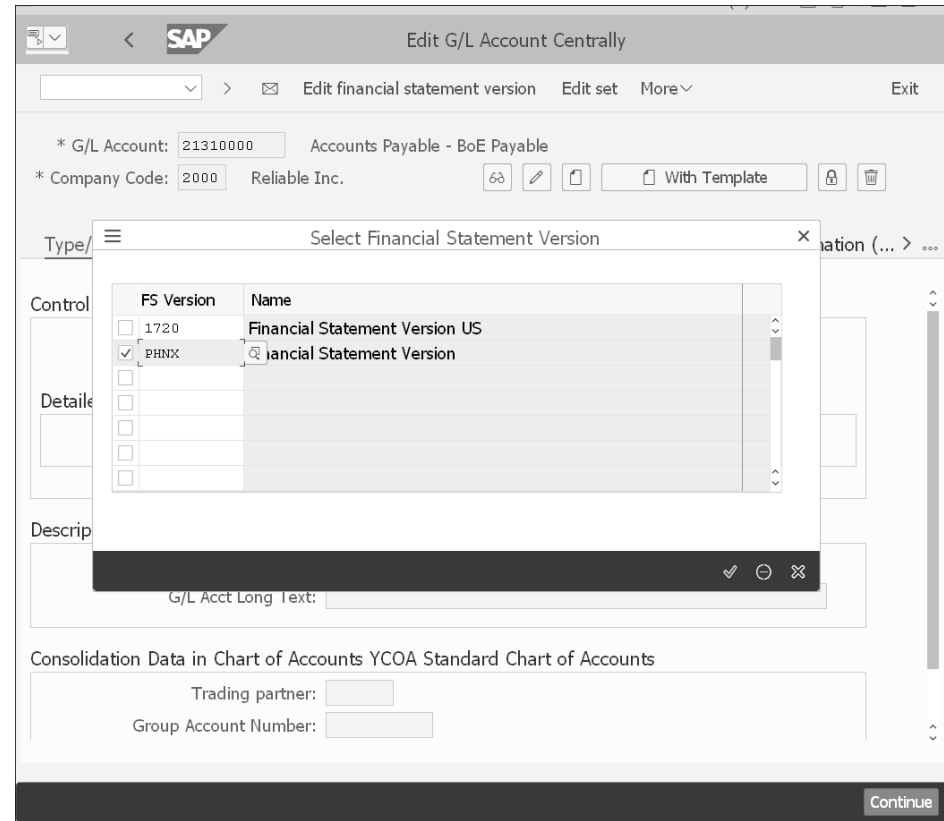 SAP
Edit G/L Account Centrally
Edit financial statement version Edit set More Exit
* G/L Account: 21310000 Accounts Payable - BoE Payable
* Company Code: 2000 Reliable Inc. With Template
Type/ Select Financial Statement Version ation (...
Control
FS Version Name
1720 Financial Statement Version US
PHNX ancial Statement Version
Detaile
Descrip
G/L Acct Long Text:
Consolidation Data in Chart of Accounts YCOA Standard Chart of Accounts
Trading partner:
Group Account Number:
Continue